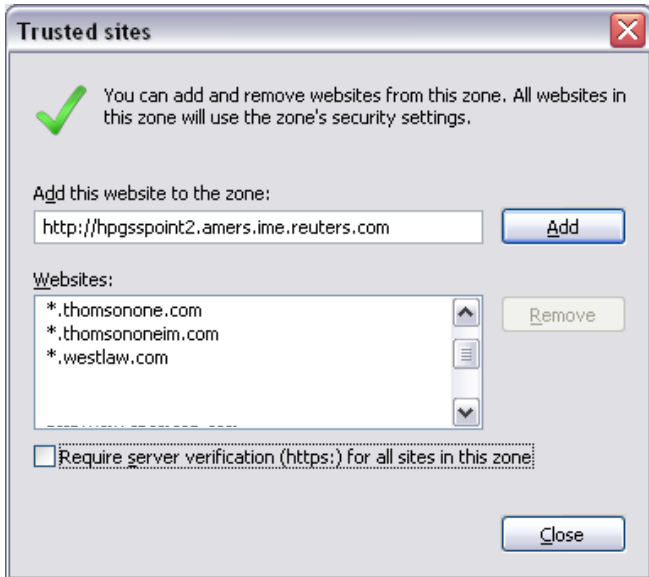 Trusted sites
You can add and remove websites from this zone. All websites in
this zone will use the zone's security settings.
Add this website to the zone:
http://hpgsspoint2.amers.ime.reuters.com
Add
Websites:
*.thomsonone.com
*.thomsononeim.com
*.westlaw.com
Remove
Require server verification (https:) for all sites in this zone
Close